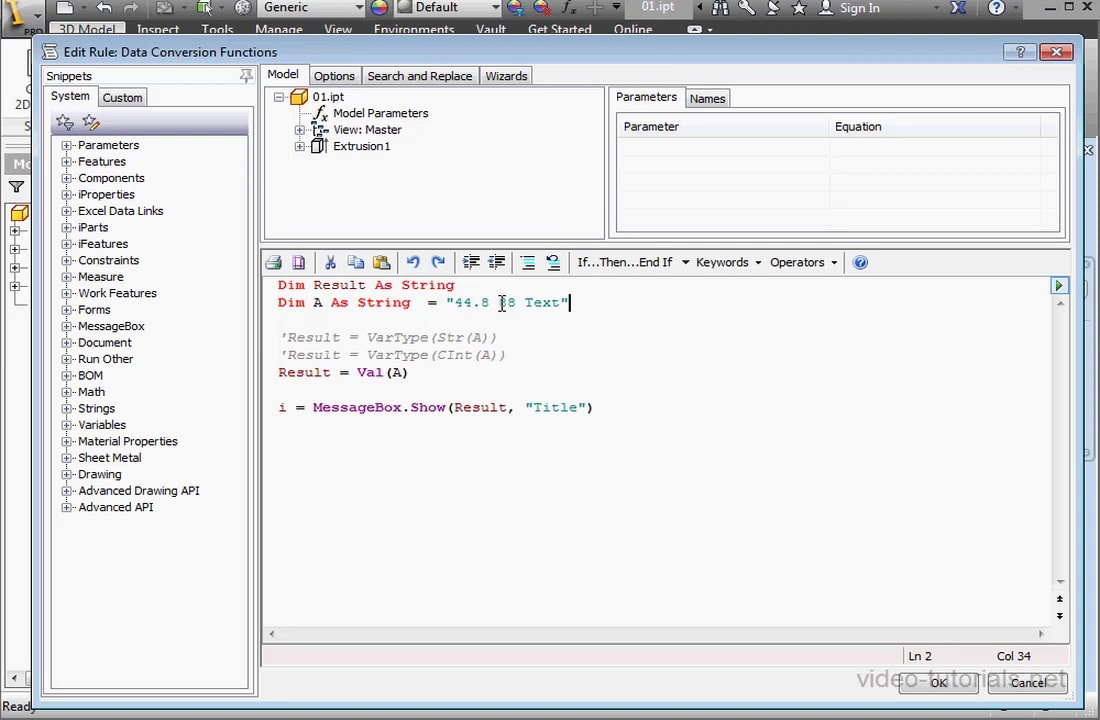 Generic
Default
01.ipt
Sign In
PRO
3D Model Inspect Tools Manage View Environments Vault Get Started Online
Edit Rule: Data Conversion Functions
Snippets
System Custom
Parameters
Features
Components
iProperties
Excel Data Links
iParts
iFeatures
Constraints
Measure
Work Features
Forms
MessageBox
Document
Run Other
BOM
Math
Strings
Variables
Material Properties
Sheet Metal
Drawing
Advanced Drawing API
Advanced API
Model Options Search and Replace Wizards
01.ipt
Model Parameters
View: Master
Extrusion1
Parameters Names
Parameter Equation
If...Then...End If Keywords Operators
Dim Result As String
Dim A As String = "44.8 88 Text"
'Result = VarType(Str(A))
'Result = VarType(CInt(A))
Result = Val(A)
i = MessageBox.Show(Result, "Title")
Ln 2 Col 34
OK Cancel
video-tutorials.net
Ready